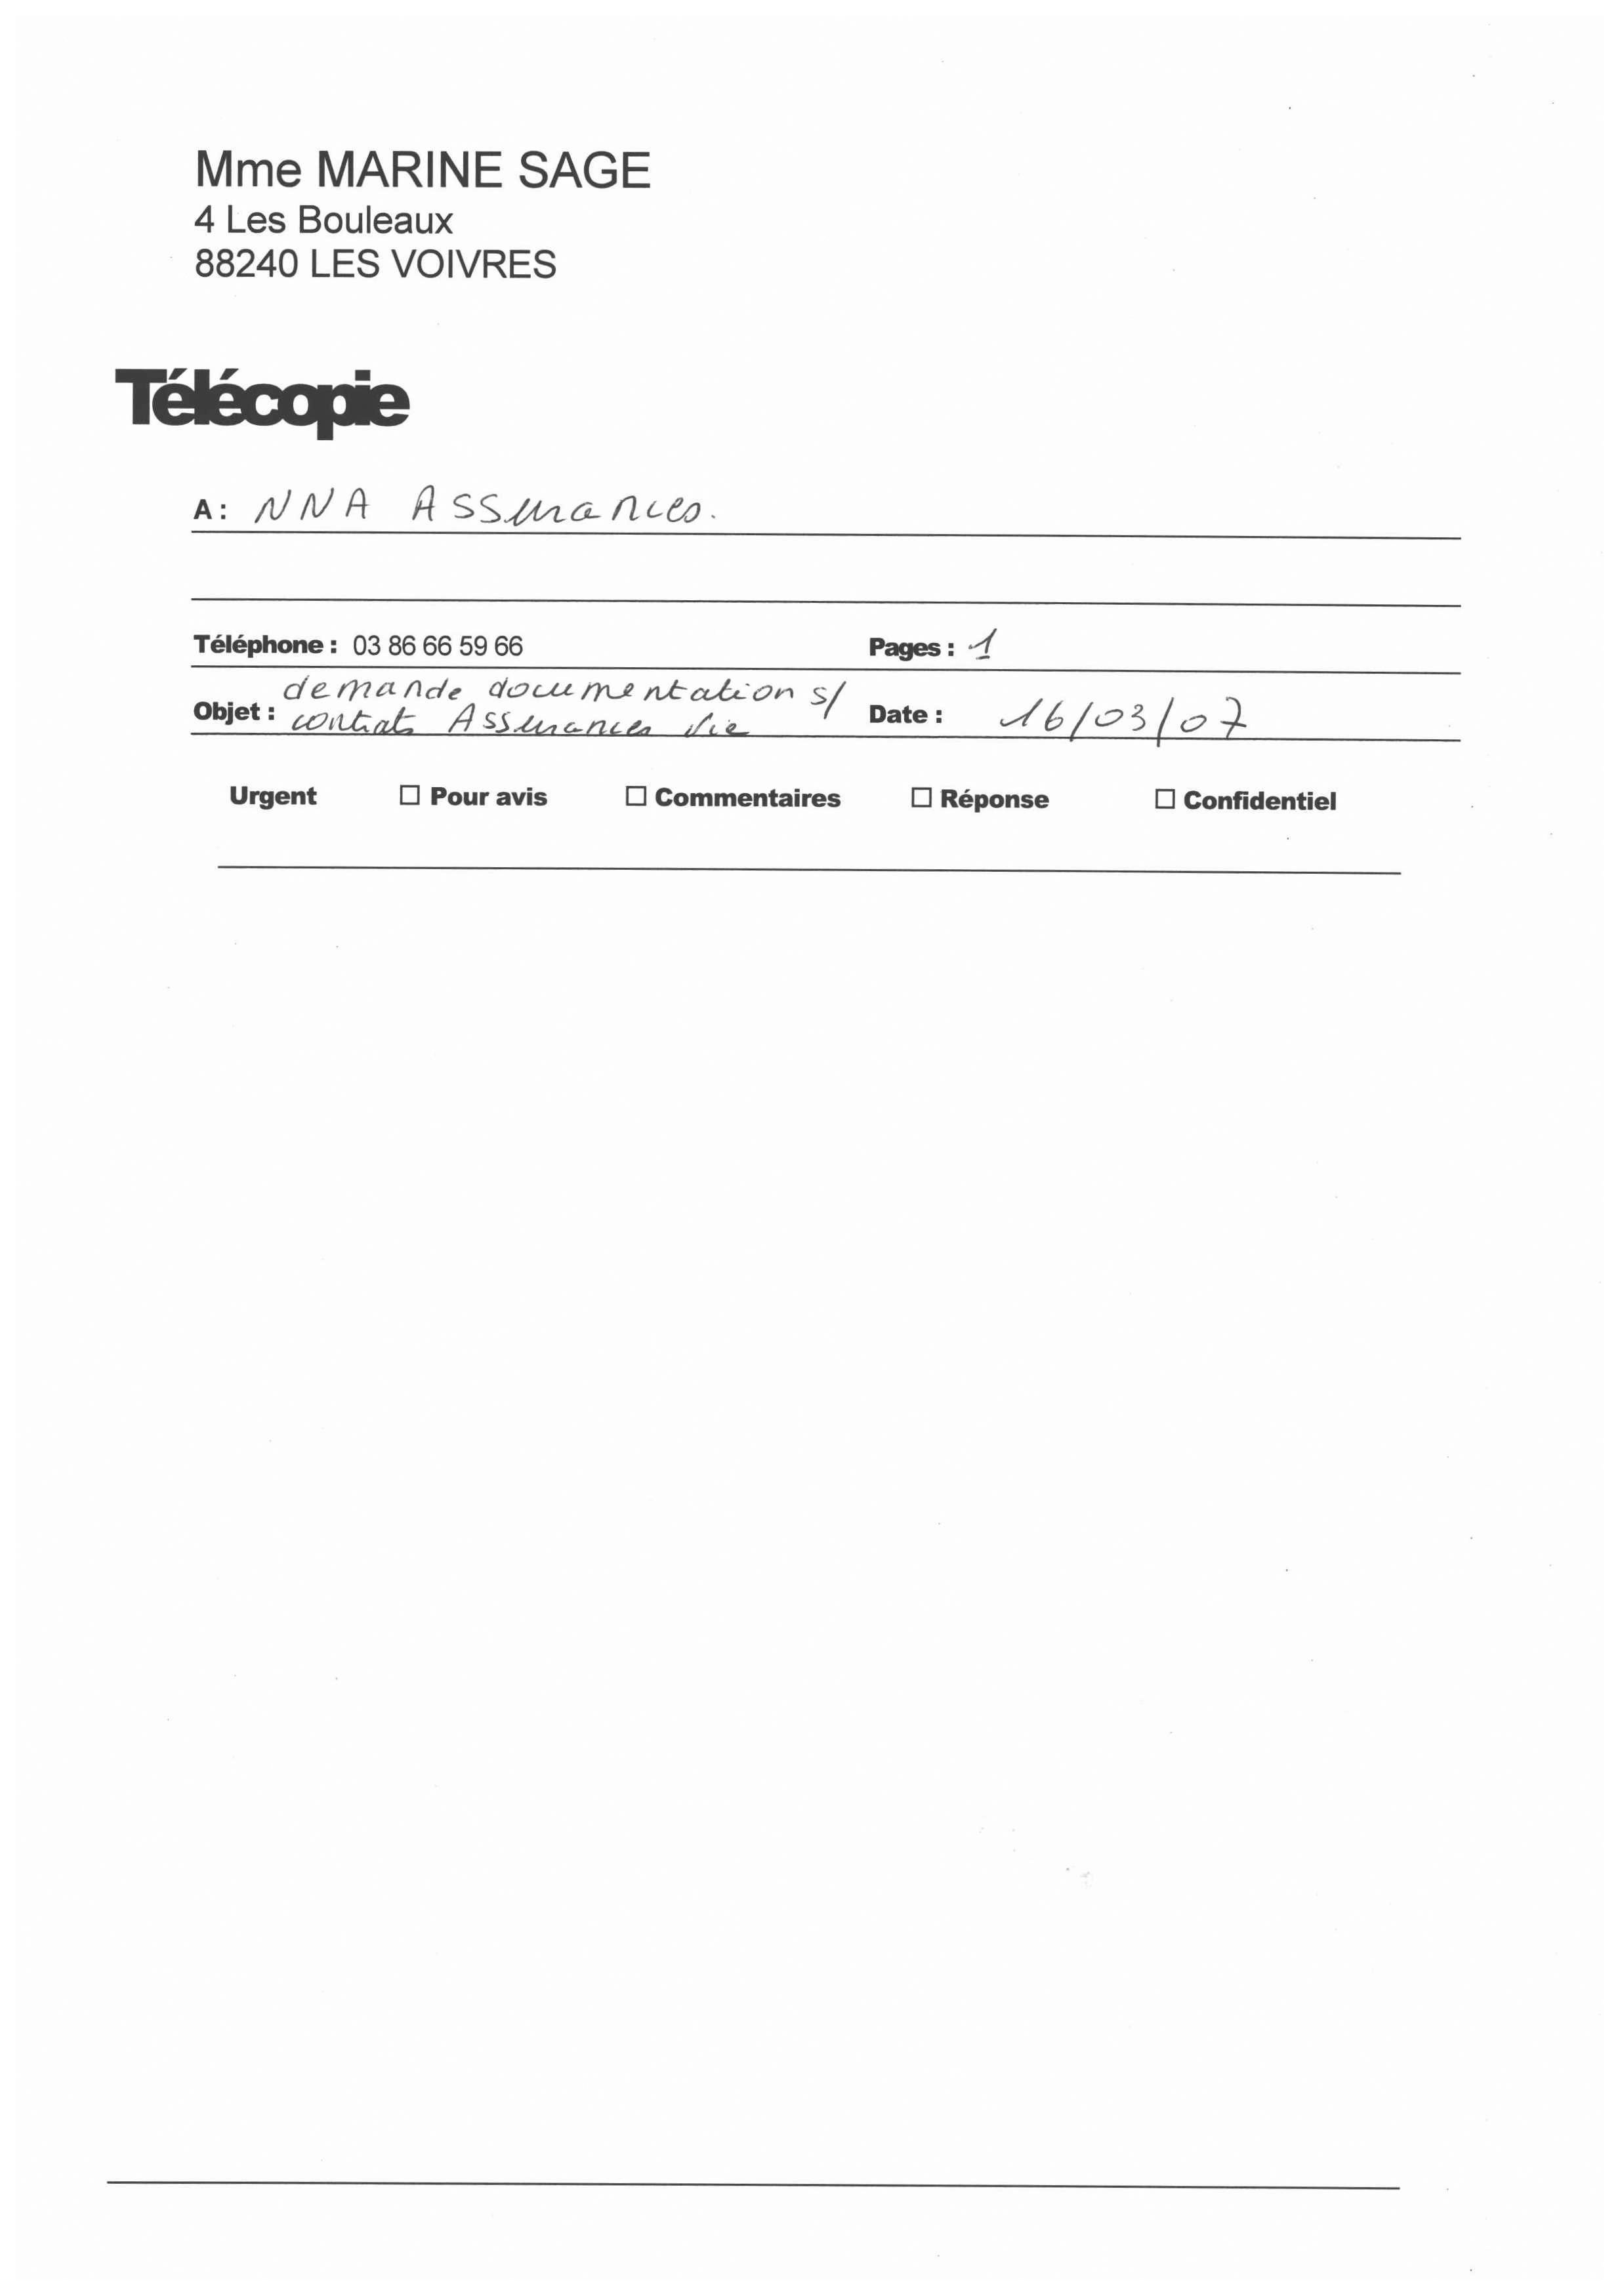 Mme MARINE SAGE
4 Les Bouleaux
88240 LES VOIVRES
Télécopie
A : NNA Assurances.
Téléphone : 03 86 66 59 66 Pages : 1
Objet : demande documentation s/
contrats Assurances Vie Date : 16/03/07
Urgent ☐ Pour avis ☐ Commentaires ☐ Réponse ☐ Confidentiel